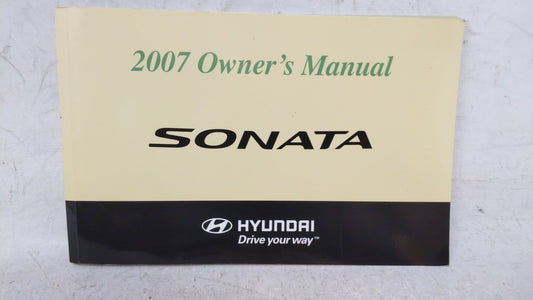 2007 Owner's Manual
SONATA
HYUNDAI
Drive your way™